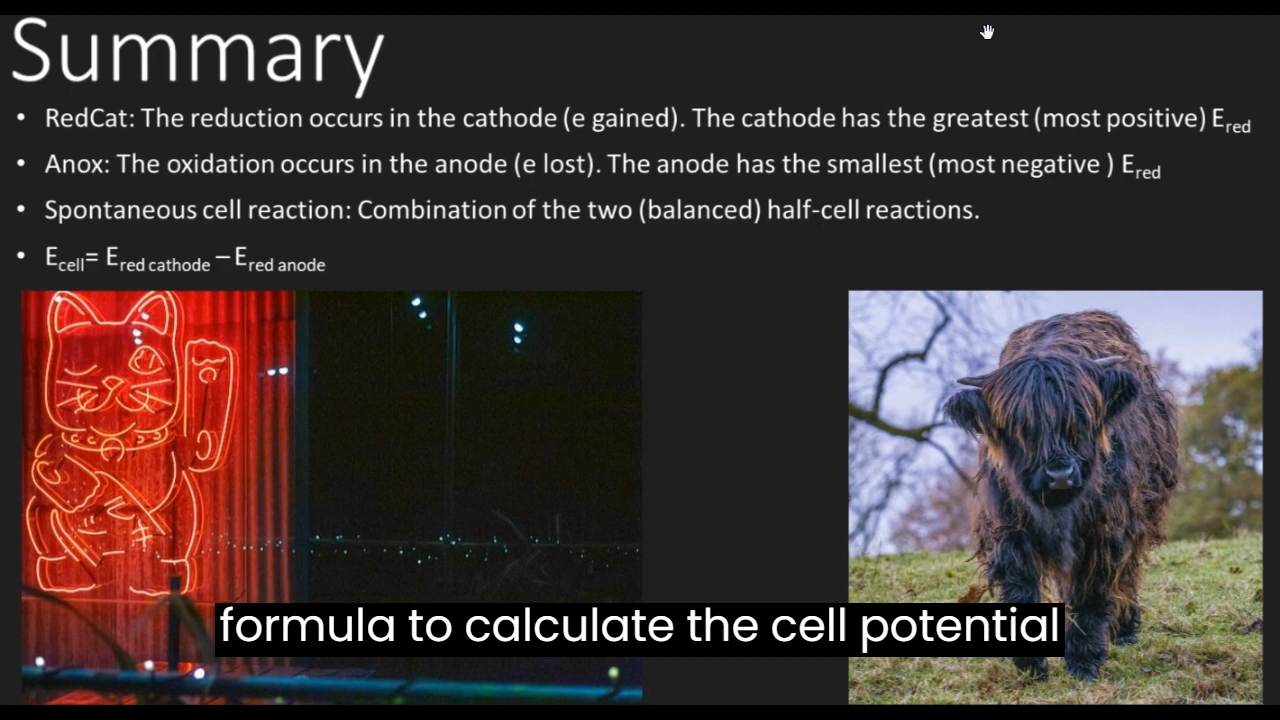 Summary
• RedCat: The reduction occurs in the cathode (e gained). The cathode has the greatest (most positive) Ered
• Anox: The oxidation occurs in the anode (e lost). The anode has the smallest (most negative ) Ered
• Spontaneous cell reaction: Combination of the two (balanced) half-cell reactions.
• Ecell= Ered cathode – Ered anode
formula to calculate the cell potential